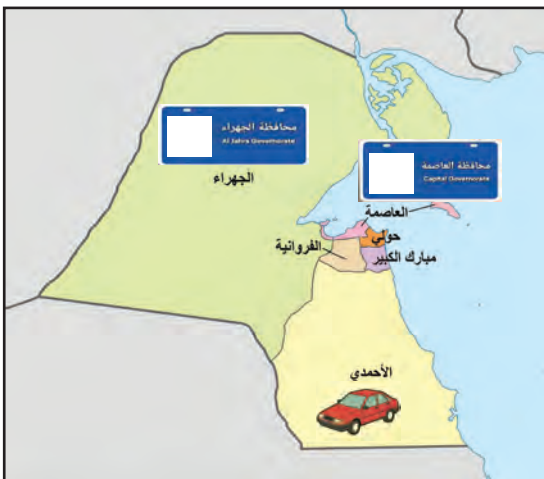 محافظة الجهراء
Al Jahra Governorate
الجهراء
محافظة العاصمة
Capital Governorate
العاصمة
حولي
الفروانية
مبارك الكبير
الأحمدي